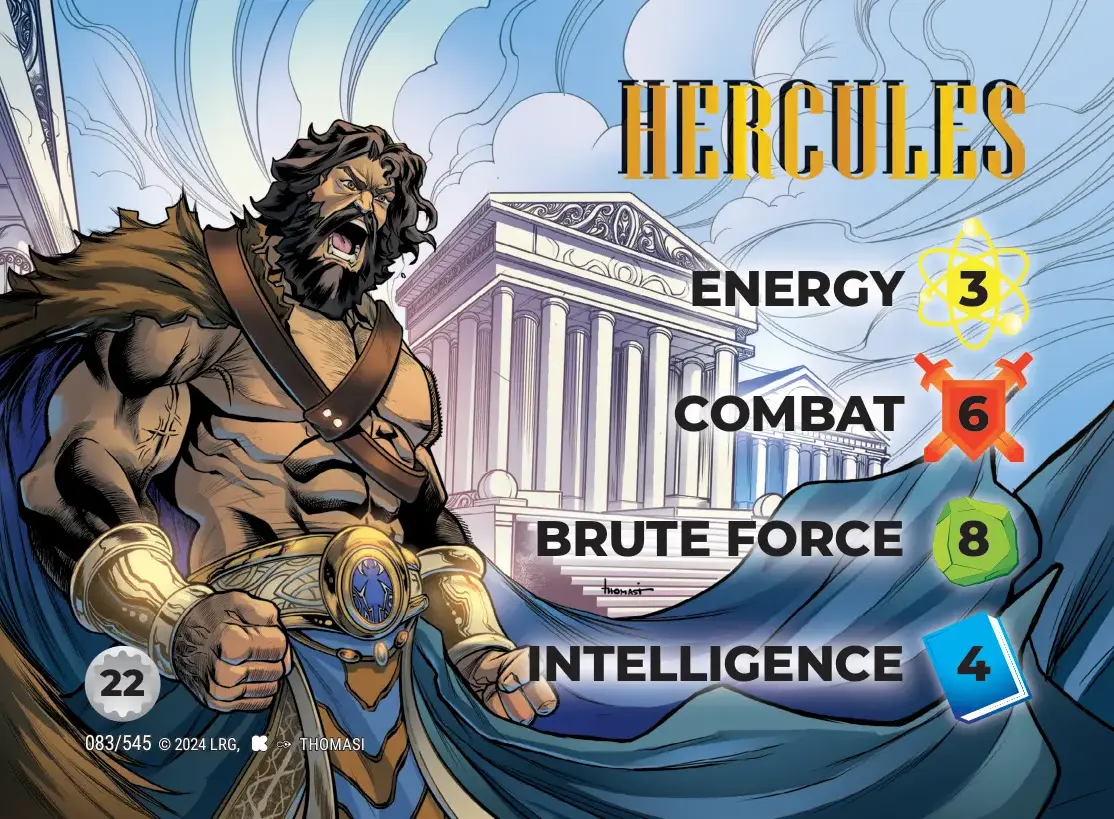 HERCULES
ENERGY 3
COMBAT 6
BRUTE FORCE 8
THOMASI
INTELLIGENCE 4
22
083/545 © 2024 LRG, THOMASI